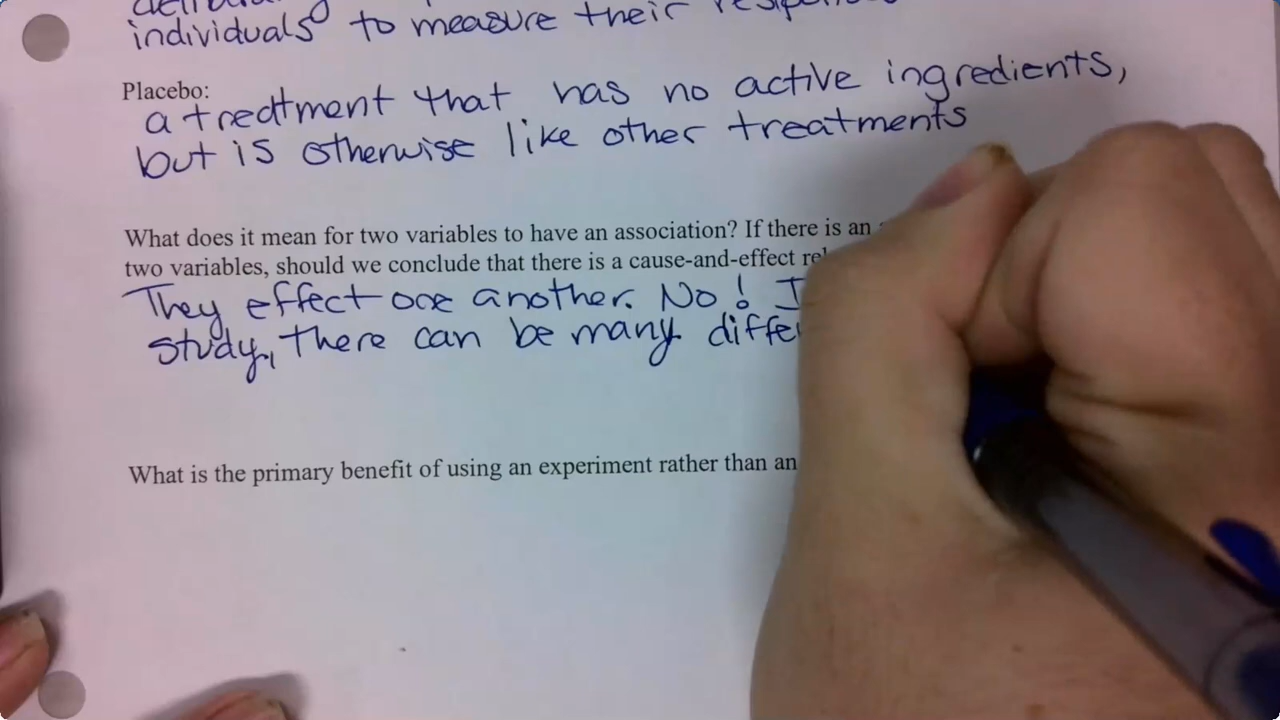 individuals to measure their
Placebo:
a treatment that has no active ingredients,
but is otherwise like other treatments
What does it mean for two variables to have an association? If there is an
two variables, should we conclude that there is a cause-and-effect
They effect one another. No!
study, there can be many
What is the primary benefit of using an experiment rather than an